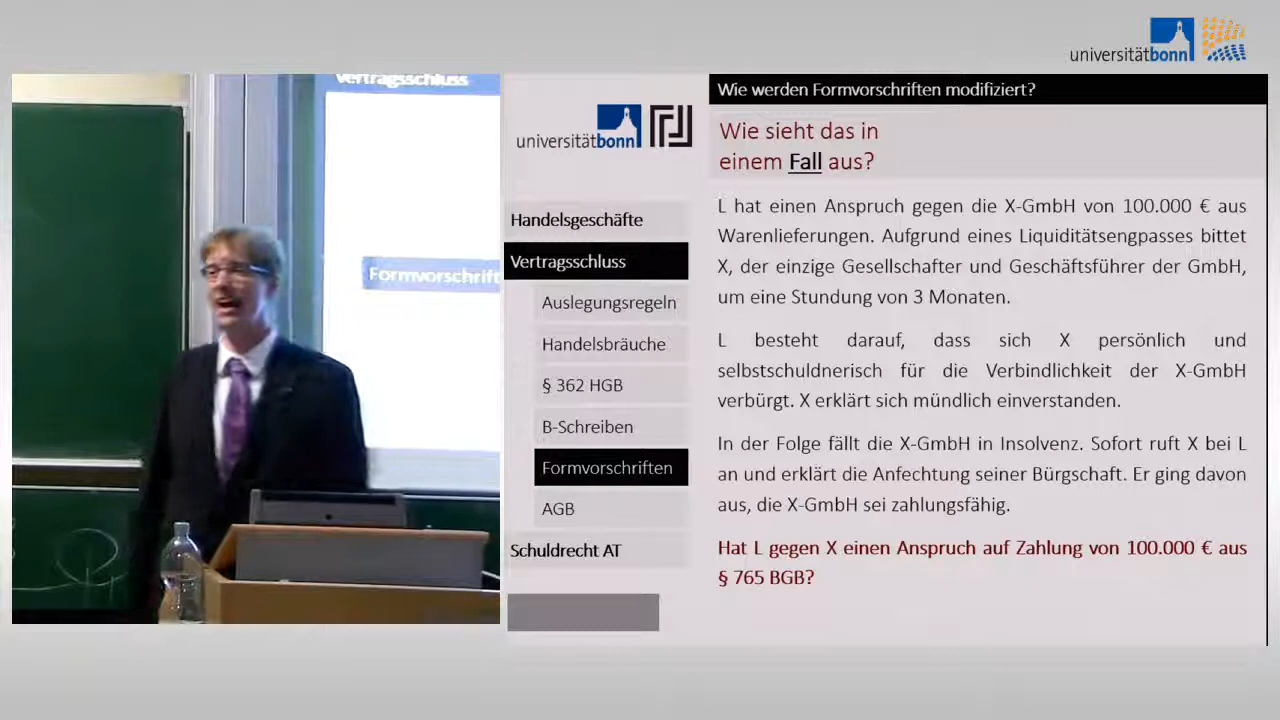 universitätbonn
Vertragsschluss
Formvorschrift
universitätbonn
Handelsgeschäfte
Vertragsschluss
Auslegungsregeln
Handelsbräuche
§ 362 HGB
B-Schreiben
Formvorschriften
AGB
Schuldrecht AT
Wie werden Formvorschriften modifiziert?
Wie sieht das in
einem Fall aus?
L hat einen Anspruch gegen die X-GmbH von 100.000 € aus
Warenlieferungen. Aufgrund eines Liquiditätsengpasses bittet
X, der einzige Gesellschafter und Geschäftsführer der GmbH,
um eine Stundung von 3 Monaten.
L besteht darauf, dass sich X persönlich und
selbstschuldnerisch für die Verbindlichkeit der X-GmbH
verbürgt. X erklärt sich mündlich einverstanden.
In der Folge fällt die X-GmbH in Insolvenz. Sofort ruft X bei L
an und erklärt die Anfechtung seiner Bürgschaft. Er ging davon
aus, die X-GmbH sei zahlungsfähig.
Hat L gegen X einen Anspruch auf Zahlung von 100.000 € aus
§ 765 BGB?